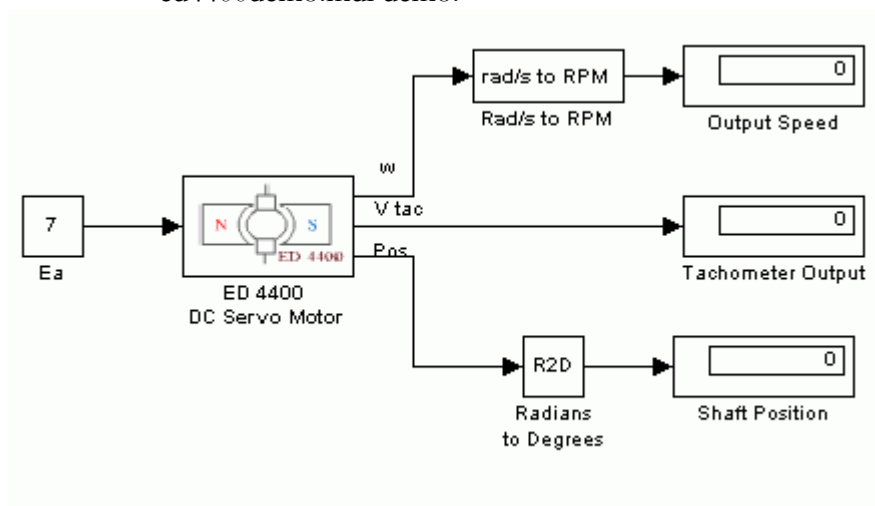 rad/s to RPM
0
Rad/s to RPM
Output Speed
w
7
N
S
ED 4400
V tac
0
Pos
Ea
Tachometer Output
ED 4400
DC Servo Motor
R2D
0
Radians
to Degrees
Shaft Position